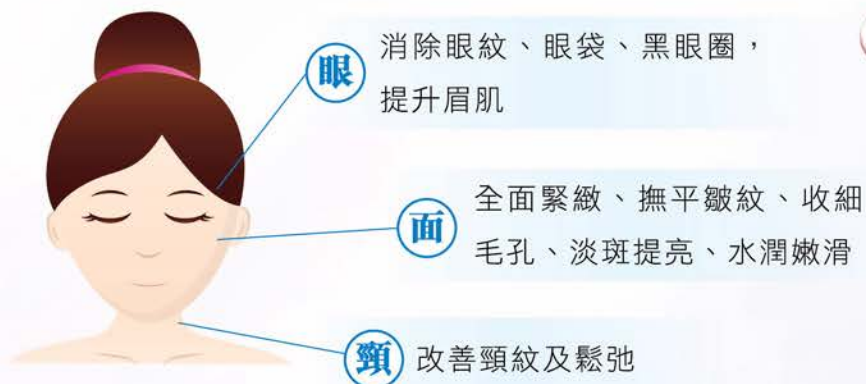 眼
消除眼紋、眼袋、黑眼圈，
提升眉肌
面
全面緊緻、撫平皺紋、收細
毛孔、淡斑提亮、水潤嫩滑
頸
改善頸紋及鬆弛